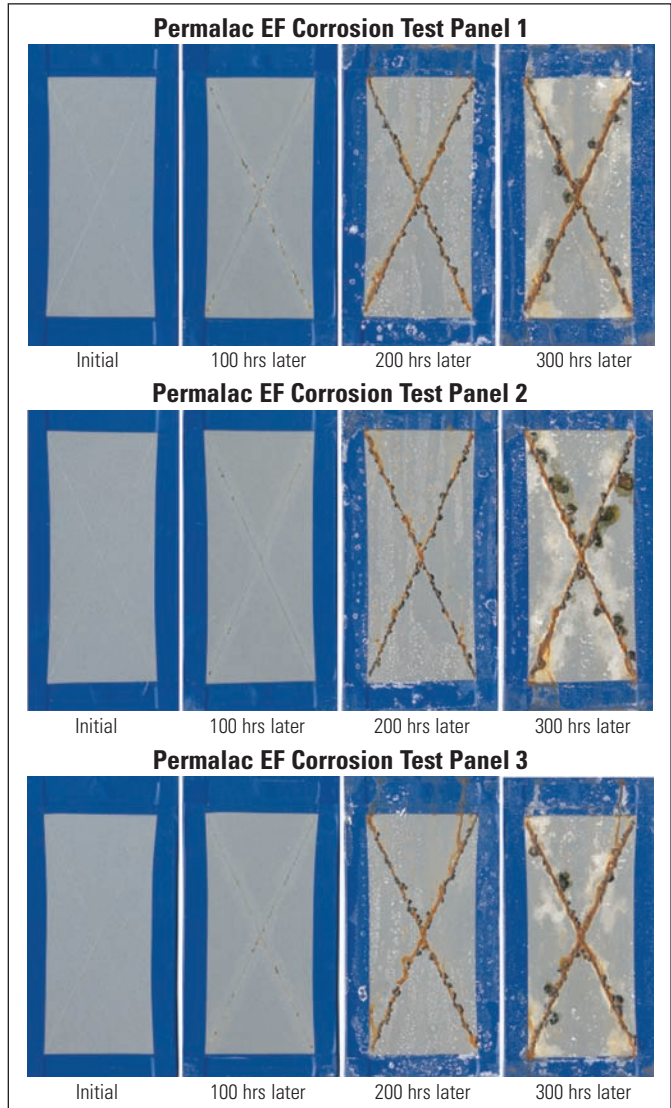 Permalac EF Corrosion Test Panel 1
Initial 100 hrs later 200 hrs later 300 hrs later
Permalac EF Corrosion Test Panel 2
Initial 100 hrs later 200 hrs later 300 hrs later
Permalac EF Corrosion Test Panel 3
Initial 100 hrs later 200 hrs later 300 hrs later